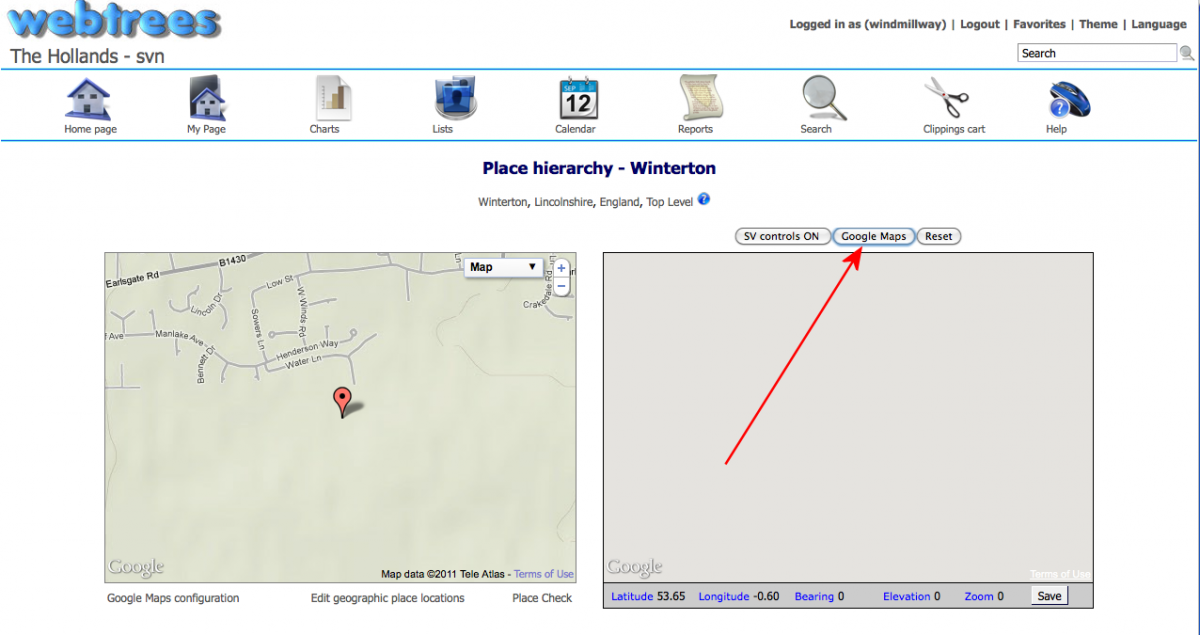 webtrees
Logged in as (windmillway) | Logout | Favorites | Theme | Language
The Hollands - svn
Search
Home page
My Page
Charts
Lists
SEP
12
Calendar
Reports
Search
Clippings cart
?
Help
Place hierarchy - Winterton
Winterton, Lincolnshire, England, Top Level ?
SV controls ON
Google Maps
Reset
Earlsgate Rd
B1430
Low St
Map ▼
+
−
Crakedale Rd
Lincoln Dr
W-Winds Rd
Sowers Ln
f Ave
Manlake Ave
Bennett Dr
Henderson Way
Water Ln
Google
Map data ©2011 Tele Atlas - Terms of Use
Google
Terms of Use
Google Maps configuration
Edit geographic place locations
Place Check
Latitude 53.65 Longitude -0.60 Bearing 0 Elevation 0 Zoom 0 Save